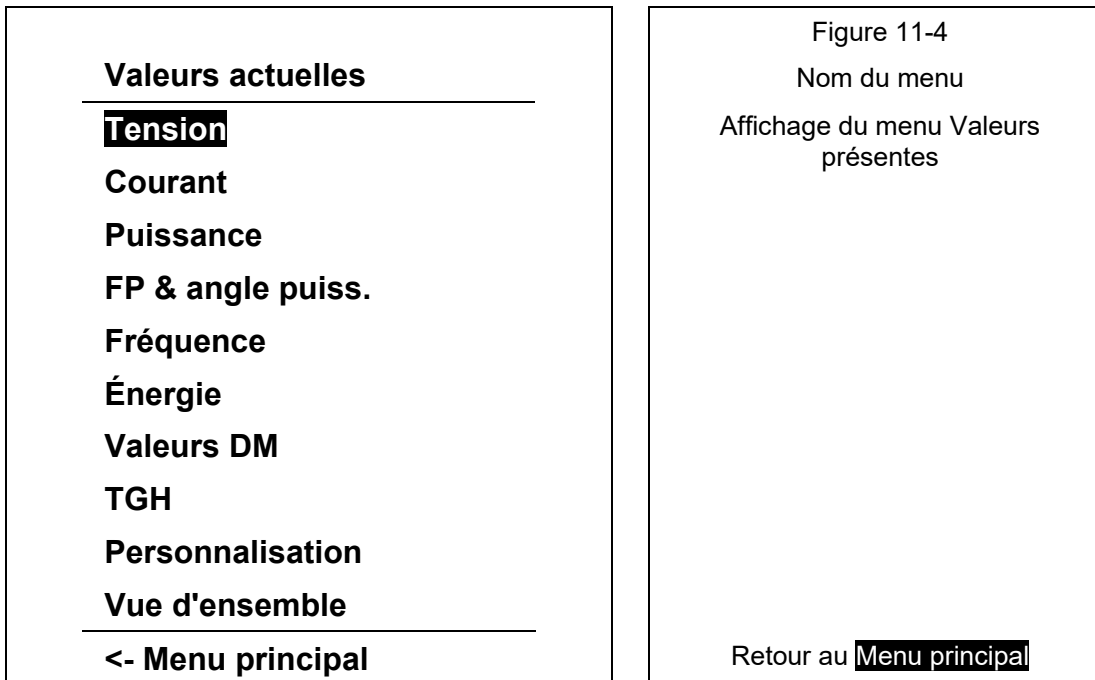 Valeurs actuelles
Tension
Courant
Puissance
FP & angle puiss.
Fréquence
Énergie
Valeurs DM
TGH
Personnalisation
Vue d'ensemble
<- Menu principal
Figure 11-4
Nom du menu
Affichage du menu Valeurs
présentes
Retour au Menu principal